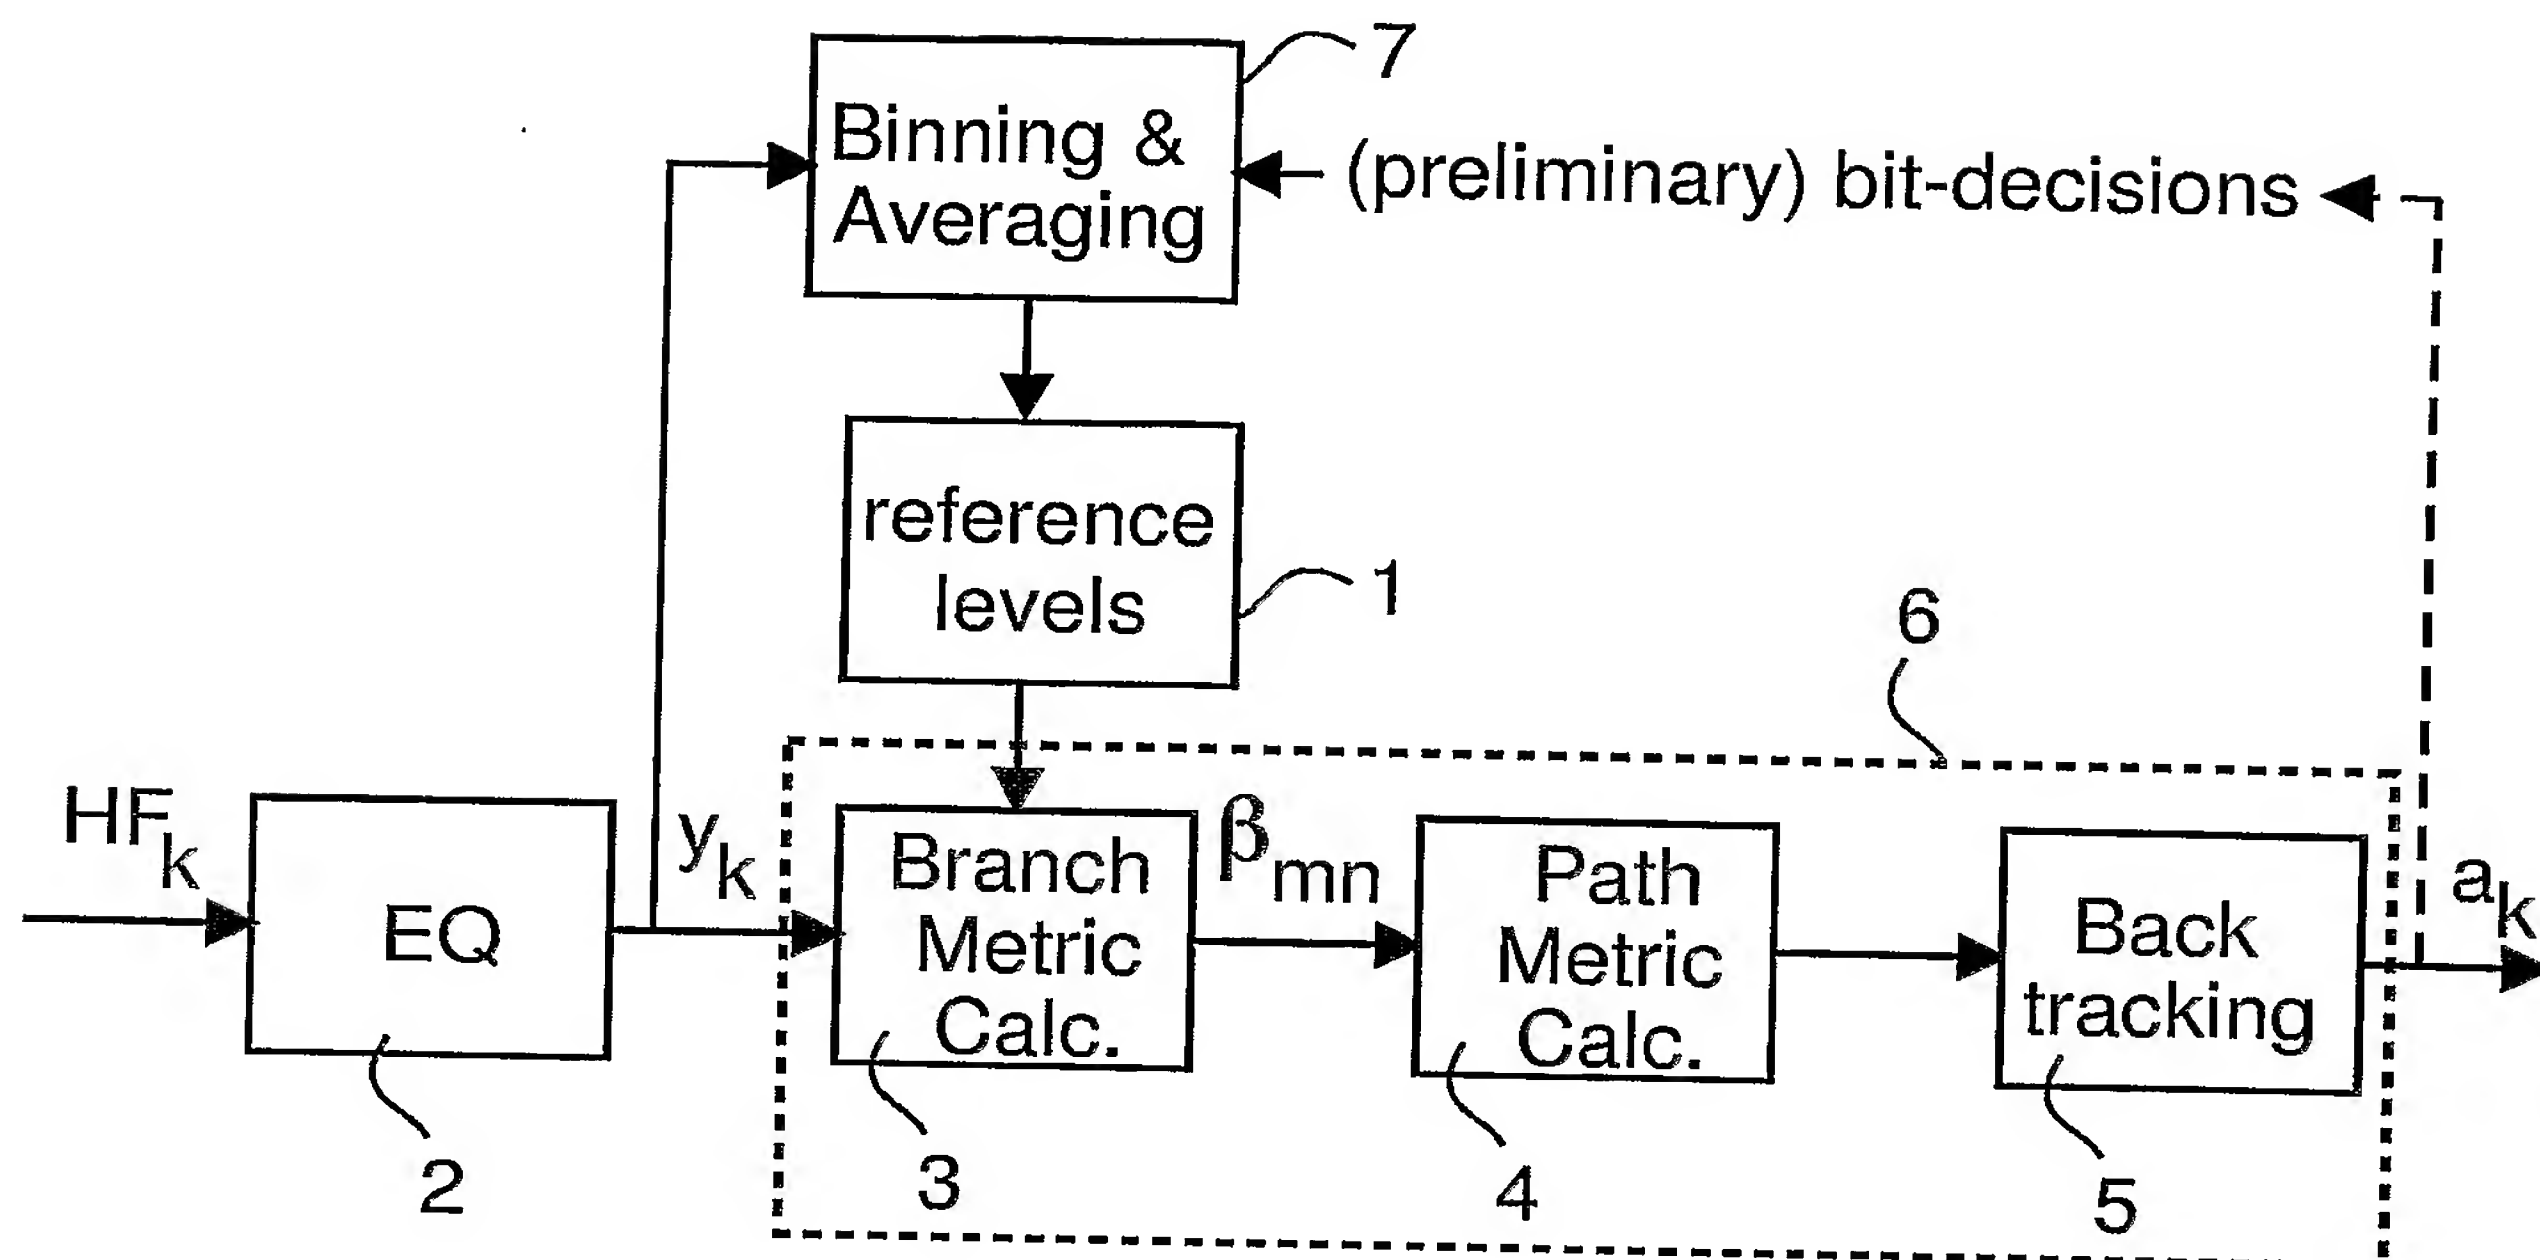 7
Binning &
Averaging
(preliminary) bit-decisions
reference
levels
1
6
HFk
EQ
yk
Branch
Metric
Calc.
βmn
Path
Metric
Calc.
Back
tracking
ak
2
3
4
5